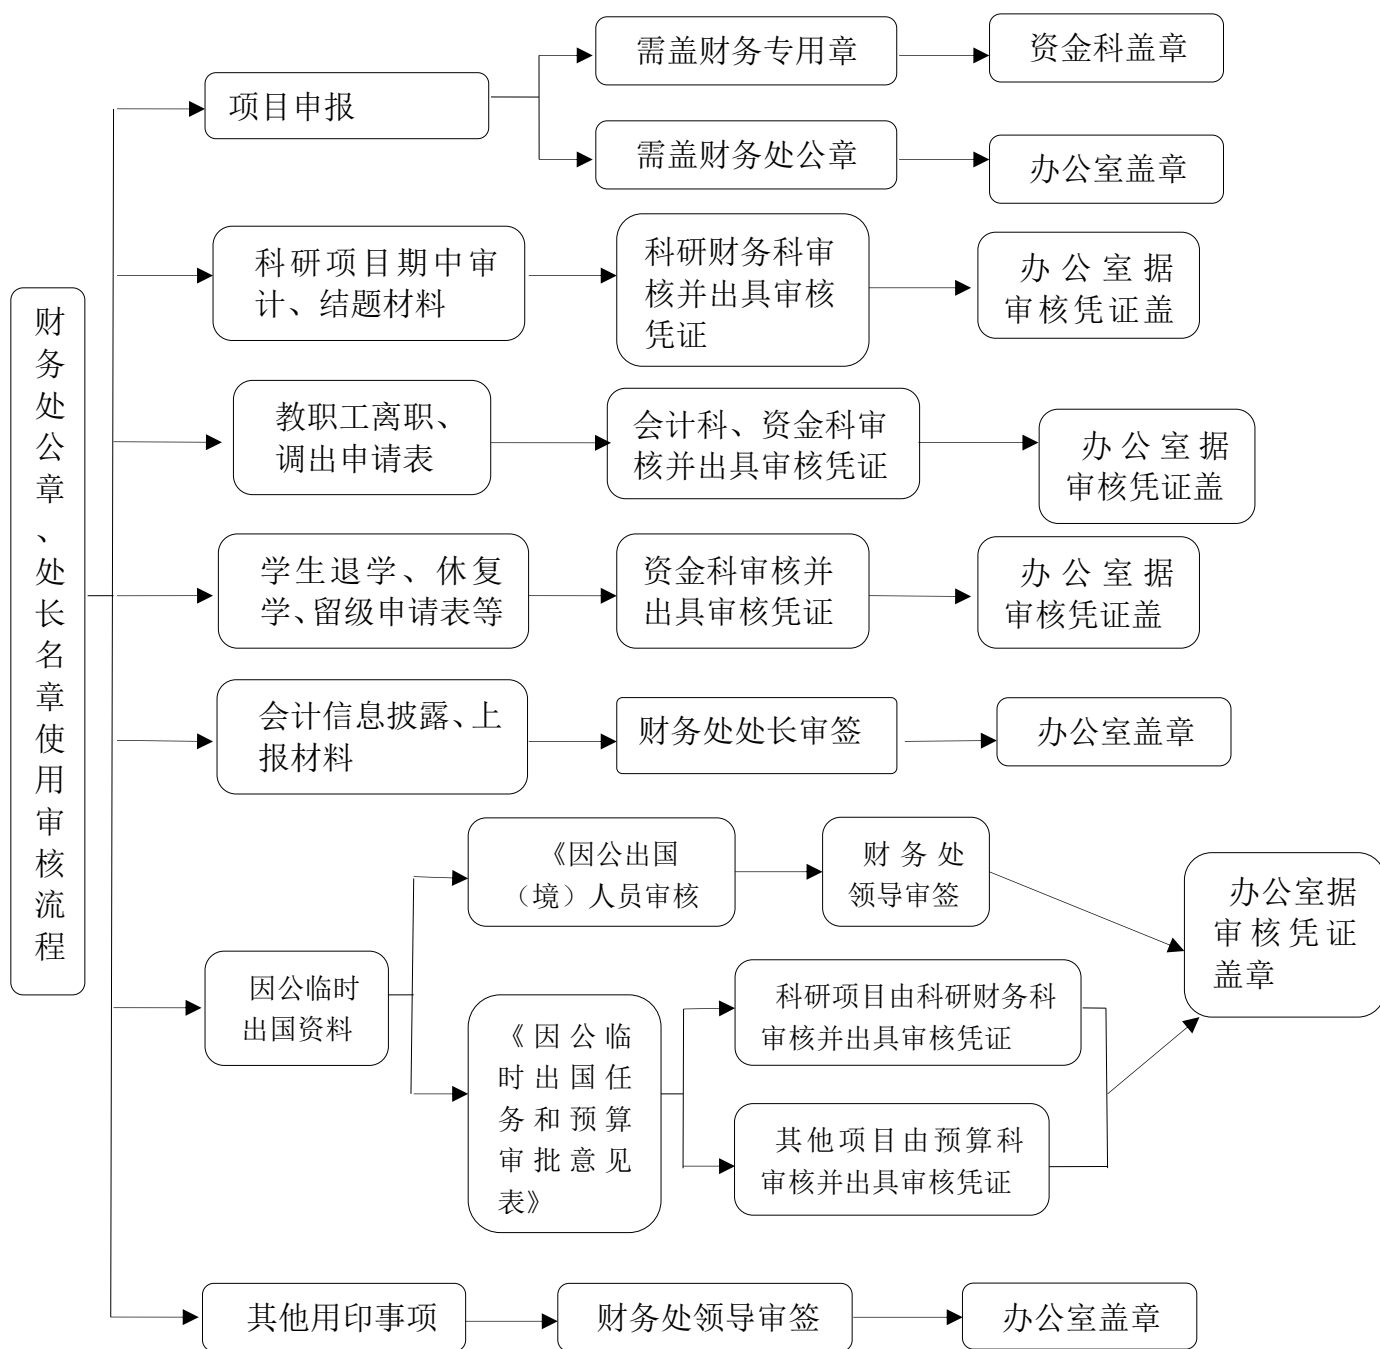 财务处公章、处长名章使用审核流程
项目申报
需盖财务专用章
资金科盖章
需盖财务处公章
办公室盖章
科研项目期中审
计、结题材料
科研财务科审
核并出具审核
凭证
办公室据
审核凭证盖
教职工离职、
调出申请表
会计科、资金科审
核并出具审核凭证
办公室据
审核凭证盖
学生退学、休复
学、留级申请表等
资金科审核并
出具审核凭证
办公室据
审核凭证盖
会计信息披露、上
报材料
财务处处长审签
办公室盖章
因公临时
出国资料
《因公出国
（境）人员审核
财务处
领导审签
《因公临
时出国任
务和预算
审批意见
表》
科研项目由科研财务科
审核并出具审核凭证
其他项目由预算科
审核并出具审核凭证
办公室据
审核凭证
盖章
其他用印事项
财务处领导审签
办公室盖章